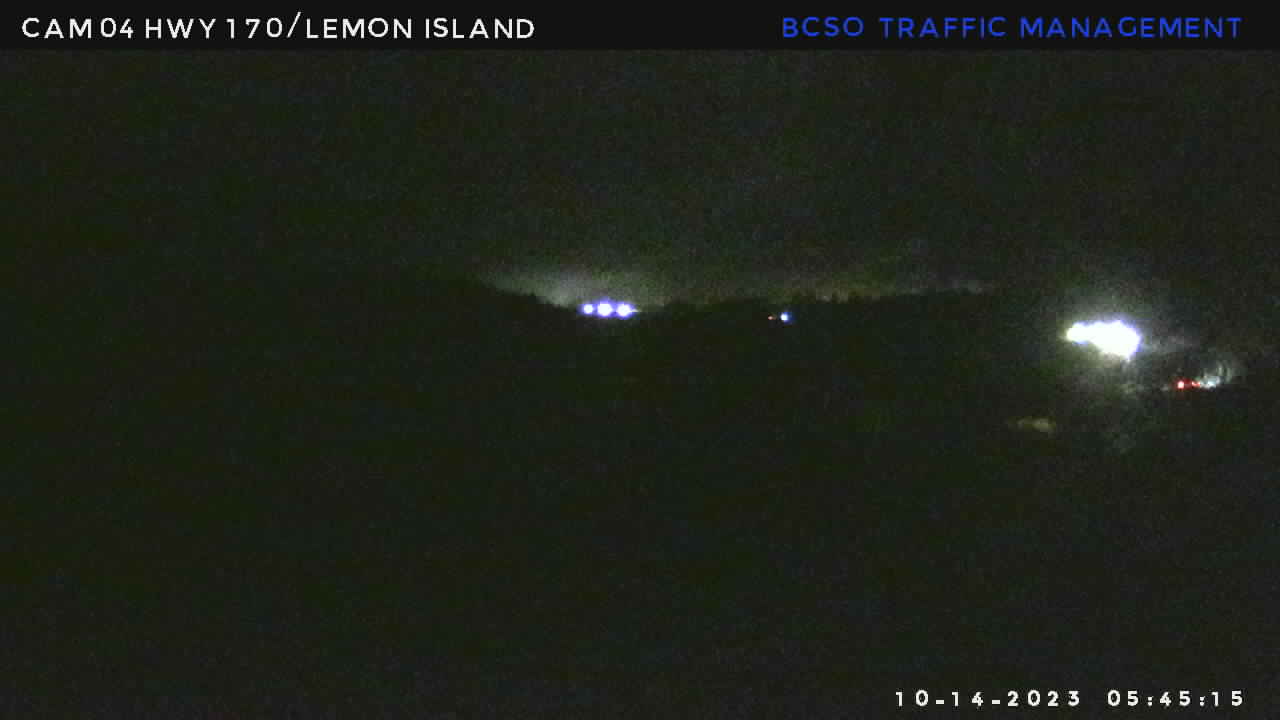 CAM04 HWY 170/LEMON ISLAND
BCSO TRAFFIC MANAGEMENT
10-14-2023 05:45:15